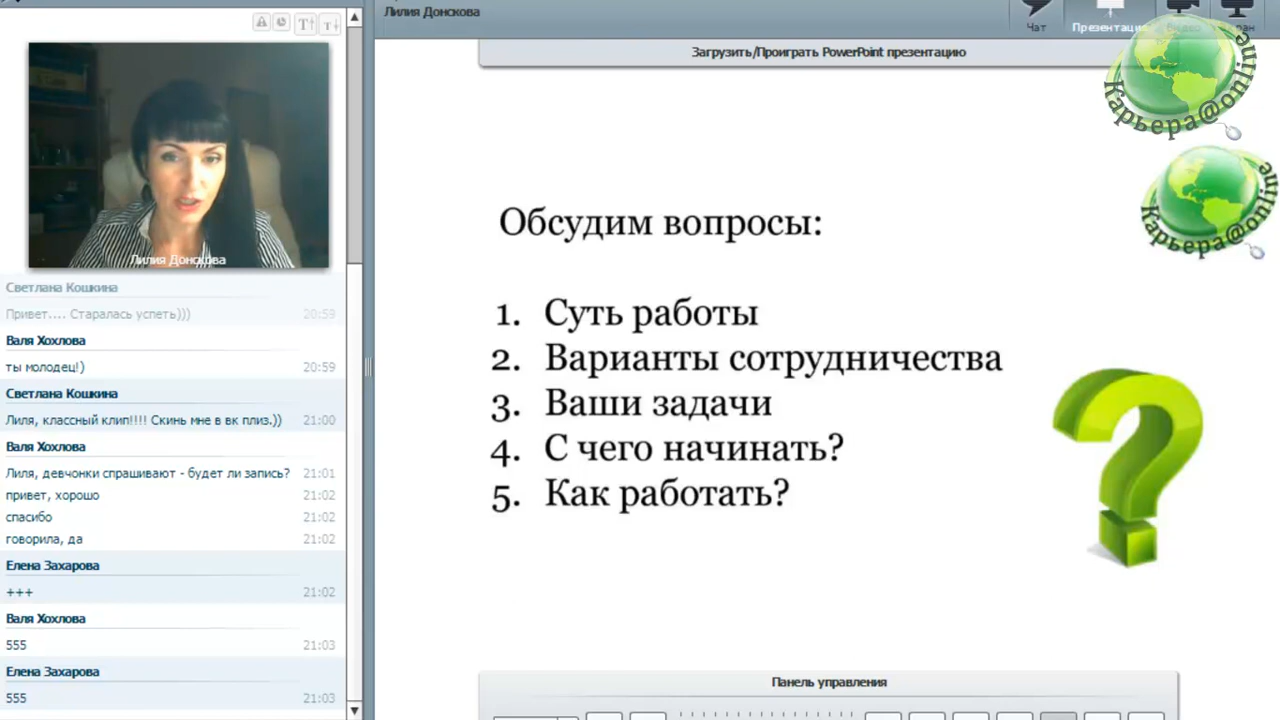 Лилия Донскова
Чат
Презентация
Видео
Загрузить/Проиграть PowerPoint презентацию
Карьера@online
Карьера@online
Лилия Донскова
Светлана Кошкина
Привет.... Старалась успеть))) 20:59
Валя Хохлова
ты молодец!) 20:59
Светлана Кошкина
Лиля, классный клип!!!! Скинь мне в вк плиз.)) 21:00
Валя Хохлова
Лиля, девчонки спрашивают - будет ли запись? 21:01
привет, хорошо 21:02
спасибо 21:02
говорила, да 21:02
Елена Захарова
+++ 21:02
Валя Хохлова
555 21:03
Елена Захарова
555 21:03
Обсудим вопросы:
1. Суть работы
2. Варианты сотрудничества
3. Ваши задачи
4. С чего начинать?
5. Как работать?
Панель управления